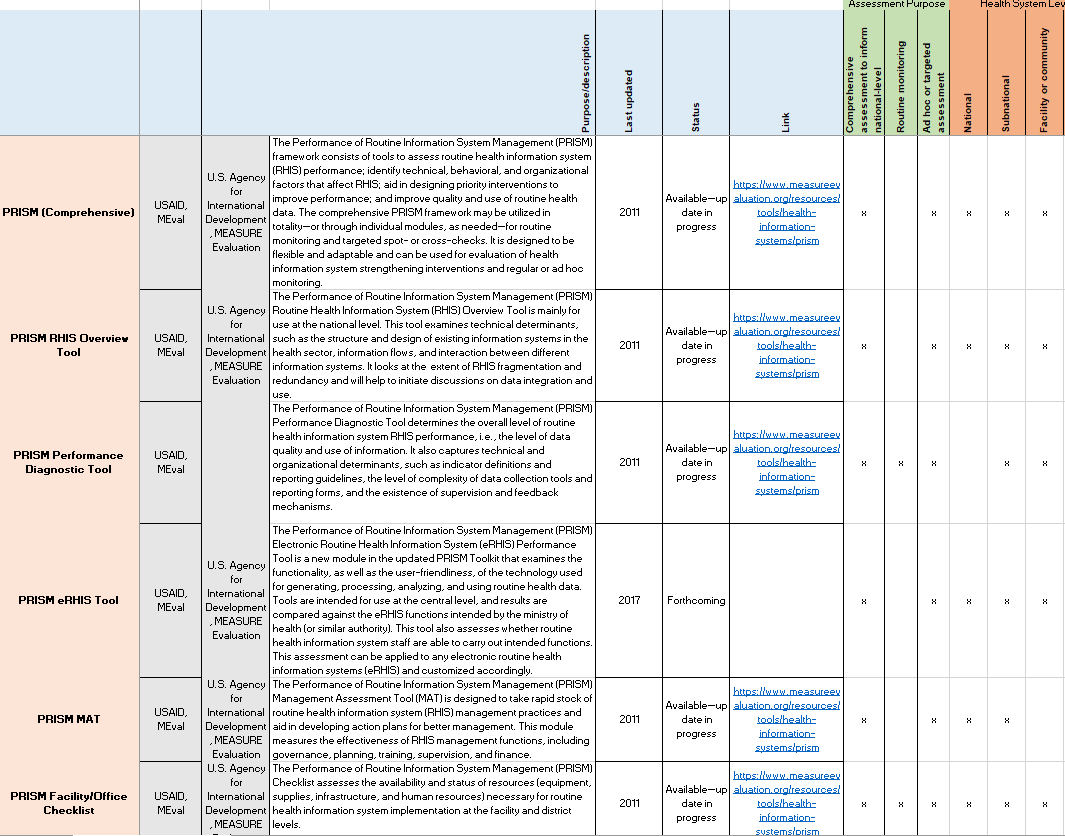 Assessment Purpose
Health System Lev
Purpose/description
Last updated
Status
Link
Comprehensive
assessment to inform
national-level
Routine monitoring
Ad hoc or targeted
assessment
National
Subnational
Facility or community
PRISM (Comprehensive)
USAID,
MEval
U.S. Agency
for
International
Development
, MEASURE
Evaluation
The Performance of Routine Information System Management (PRISM)
framework consists of tools to assess routine health information system
(RHIS) performance; identify technical, behavioral, and organizational
factors that affect RHIS; aid in designing priority interventions to
improve performance; and improve quality and use of routine health
data. The comprehensive PRISM framework may be utilized in
totality—or through individual modules, as needed—for routine
monitoring and targeted spot- or cross-checks. It is designed to be
flexible and adaptable and can be used for evaluation of health
information system strengthening interventions and regular or ad hoc
monitoring.
2011
Available—up
date in
progress
https://www.measureev
aluation.org/resources/
tools/health-
information-
systems/prism
x x x x x
PRISM RHIS Overview
Tool
USAID,
MEval
U.S. Agency
for
International
Development
, MEASURE
Evaluation
The Performance of Routine Information System Management (PRISM)
Routine Health Information System (RHIS) Overview Tool is mainly for
use at the national level. This tool examines technical determinants,
such as the structure and design of existing information systems in the
health sector, information flows, and interaction between different
information systems. It looks at the extent of RHIS fragmentation and
redundancy and will help to initiate discussions on data integration and
use.
2011
Available—up
date in
progress
https://www.measureev
aluation.org/resources/
tools/health-
information-
systems/prism
x x x x x
PRISM Performance
Diagnostic Tool
USAID,
MEval
The Performance of Routine Information System Management (PRISM)
Performance Diagnostic Tool determines the overall level of routine
health information system RHIS performance, i.e., the level of data
quality and use of information. It also captures technical and
organizational determinants, such as indicator definitions and
reporting guidelines, the level of complexity of data collection tools and
reporting forms, and the existence of supervision and feedback
mechanisms.
2011
Available—up
date in
progress
https://www.measureev
aluation.org/resources/
tools/health-
information-
systems/prism
x x x x x
PRISM eRHIS Tool
USAID,
MEval
U.S. Agency
for
International
Development
, MEASURE
Evaluation
The Performance of Routine Information System Management (PRISM)
Electronic Routine Health Information System (eRHIS) Performance
Tool is a new module in the updated PRISM Toolkit that examines the
functionality, as well as the user-friendliness, of the technology used
for generating, processing, analyzing, and using routine health data.
Tools are intended for use at the central level, and results are
compared against the eRHIS functions intended by the ministry of
health (or similar authority). This tool also assesses whether routine
health information system staff are able to carry out intended functions.
This assessment can be applied to any electronic routine health
information systems (eRHIS) and customized accordingly.
2017
Forthcoming
x x x x x
PRISM MAT
USAID,
MEval
U.S. Agency
for
International
Development
, MEASURE
Evaluation
The Performance of Routine Information System Management (PRISM)
Management Assessment Tool (MAT) is designed to take rapid stock of
routine health information system (RHIS) management practices and
aid in developing action plans for better management. This module
measures the effectiveness of RHIS management functions, including
governance, planning, training, supervision, and finance.
2011
Available—up
date in
progress
https://www.measureev
aluation.org/resources/
tools/health-
information-
systems/prism
x x x x
PRISM Facility/Office
Checklist
USAID,
MEval
U.S. Agency
for
International
Development
, MEASURE
The Performance of Routine Information System Management (PRISM)
Checklist assesses the availability and status of resources (equipment,
supplies, infrastructure, and human resources) necessary for routine
health information system implementation at the facility and district
levels.
2011
Available—up
date in
progress
https://www.measureev
aluation.org/resources/
tools/health-
information-
systems/prism
x x x x x x